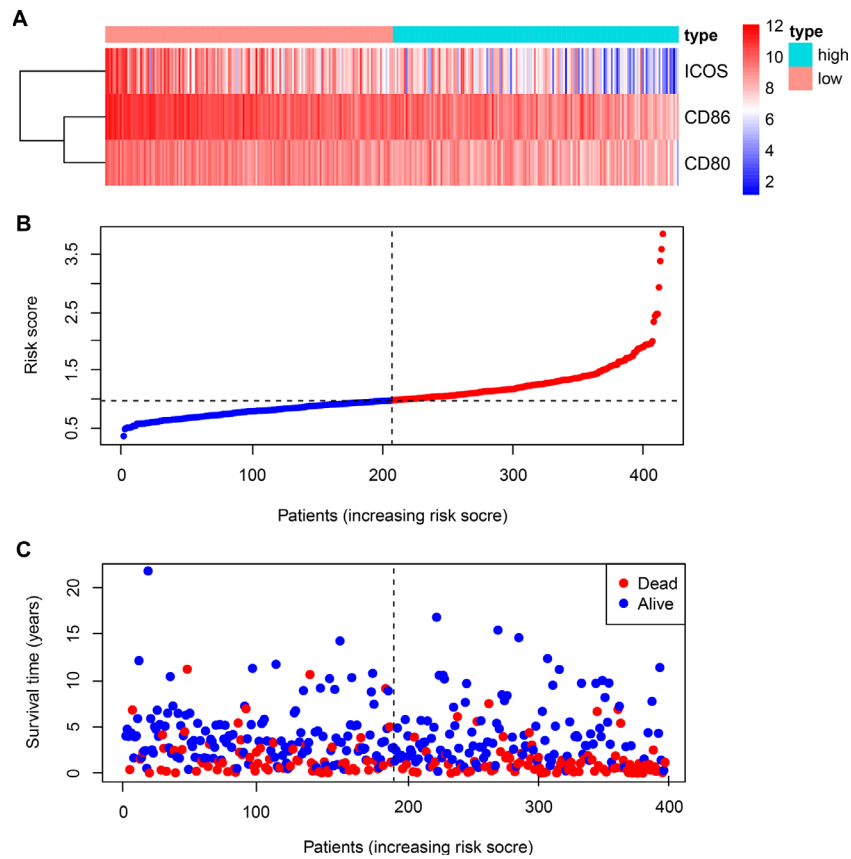 A
type
ICOS
CD86
CD80
12
10
8
6
4
2
type
high
low
B
Risk score
3.5
2.5
1.5
0.5
0
100
200
300
400
Patients (increasing risk socre)
C
Survival time (years)
20
15
10
5
0
Dead
Alive
0
100
200
300
400
Patients (increasing risk socre)